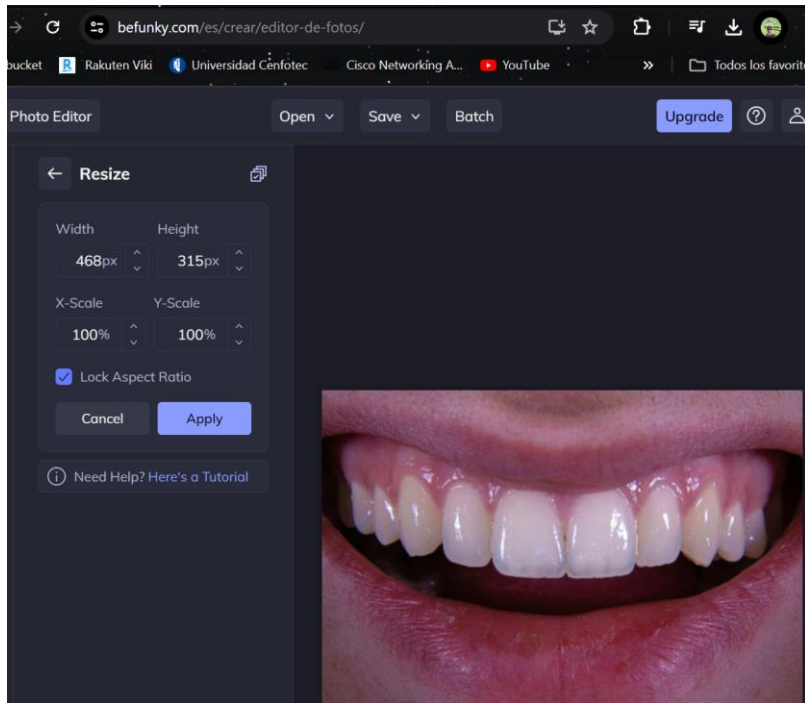 befunky.com/es/crear/editor-de-fotos/
bucket Rakuten Viki Universidad Cenfotec Cisco Networking A... YouTube » Todos los favorit
Photo Editor Open Save Batch Upgrade
Resize
Width Height
468px 315px
X-Scale Y-Scale
100% 100%
Lock Aspect Ratio
Cancel Apply
Need Help? Here's a Tutorial